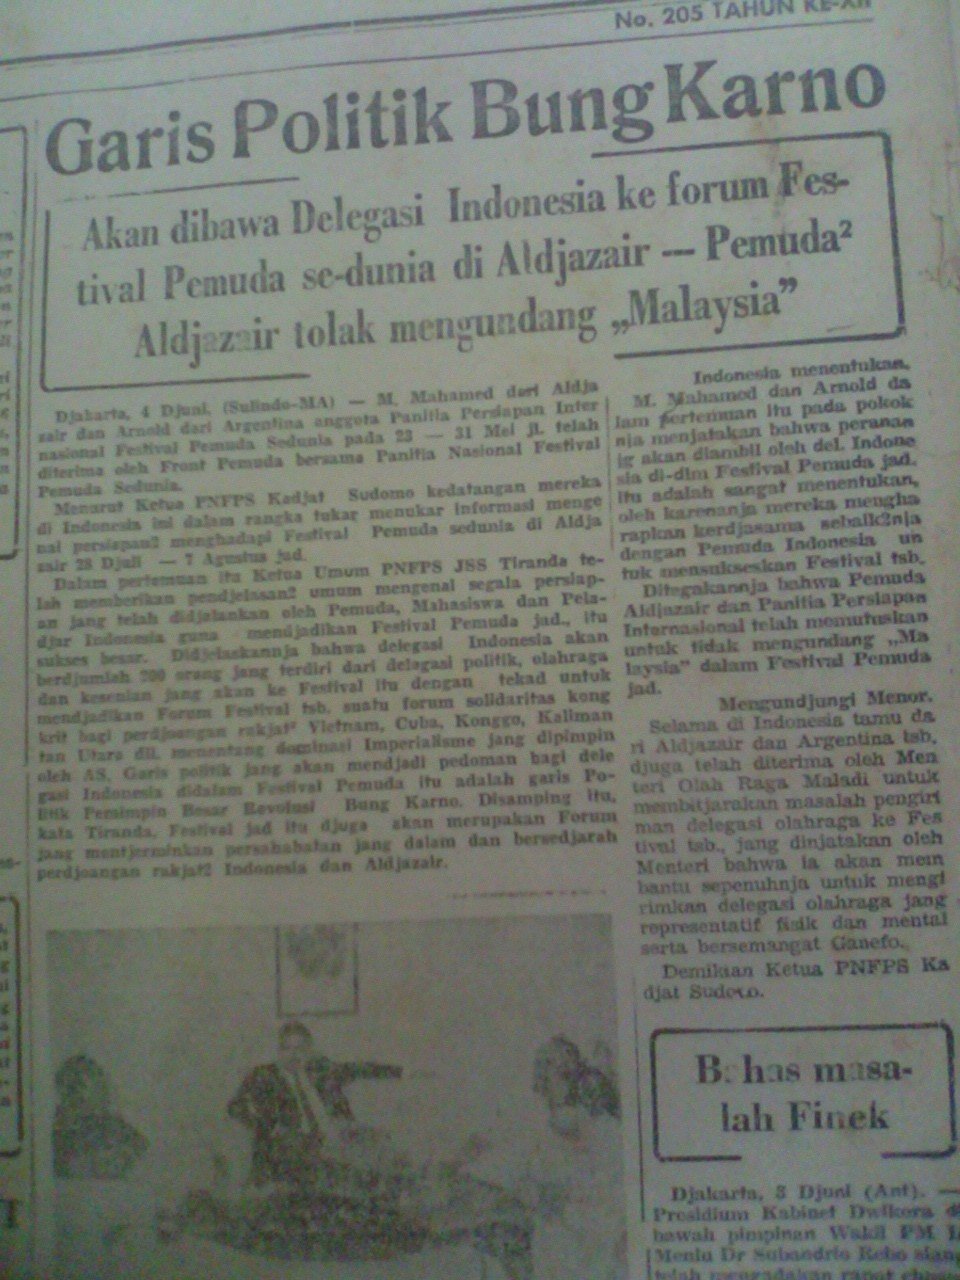 No. 205 TAHUN KE-XII
Garis Politik Bung Karno
Akan dibawa Delegasi Indonesia ke forum Fes-
tival Pemuda se-dunia di Aldjazair — Pemuda²
Aldjazair tolak mengundang „Malaysia”
Djakarta, 4 Djuni, (Sulindo-MA) — M. Mahamed dari Aldja
zair dan Arnold dari Argentina anggota Panitia Persiapan Inter
nasional Festival Pemuda Sedunia pada 23 — 31 Mei jl. telah
diterima oleh Front Pemuda bersama Panitia Nasional Festival
Pemuda Sedunia.
Menurut Ketua PNFPS Kadjat Sudomo kedatangan mereka
di Indonesia ini dalam rangka tukar menukar informasi menge
nai persiapan2 menghadapi Festival Pemuda sedunia di Aldja
zair 28 Djuli — 7 Agustus jad.
Dalam pertemuan itu Ketua Umum PNFPS JSS Tiranda te-
lah memberikan pendjelasan2 umum mengenai segala persiap-
an jang telah didjalankan oleh Pemuda, Mahasiswa dan Pela-
djar Indonesia guna mendjadikan Festival Pemuda jad., itu
sukses besar. Didjelaskannja bahwa delegasi Indonesia akan
berdjumlah 200 orang jang terdiri dari delagasi politik, olahraga
dan kesenian jang akan ke Festival itu dengan tekad untuk
mendjadikan Forum Festival tsb. suatu forum solidaritas kong
krit bagi perdjoangan rakjat² Vietnam, Cuba, Konggo, Kaliman
tan Utara dll. menentang dominasi Imperialisme jang dipimpin
oleh AS. Garis politik jang akan mendjadi pedoman bagi dele
gasi Indonesia didalam Festival Pemuda itu adalah garis Po-
litik Pemimpin Besar Revolusi Bung Karno. Disamping itu,
kata Tiranda, Festival jad itu djuga akan merupakan Forum
jang mentjerminkan persahabatan jang dalam dan bersedjarah
perdjoangan rakjat2 Indonesia dan Aldjazair.
Indonesia menentukan.
M. Mahamed dan Arnold da
lam pertemuan itu pada pokok
nja menjatakan bahwa peranan
jg akan diambil oleh del. Indone
sia di-dlm Festival Pemuda jad.
itu adalah sangat menentukan,
oleh karenanja mereka mengha
rapkan kerdjasama sebaik2nja
dengan Pemuda Indonesia un
tuk mensukseskan Festival tsb.
Ditegaskannja bahwa Pemuda
Aldjazair dan Panitia Persiapan
Internasional telah memutuskan
untuk tidak mengundang „Ma
laysia” dalam Festival Pemuda
jad.
Mengundjungi Menor.
Selama di Indonesia tamu da
ri Aldjazair dan Argentina tsb.
djuga telah diterima oleh Men
teri Olah Raga Maladi untuk
membitjarakan masalah pengiri
man delegasi olahraga ke Fes
tival tsb., jang dinjatakan oleh
Menteri bahwa ia akan mem
bantu sepenuhnja untuk mengi
rimkan delegasi olahraga jang
representatif fisik dan mental
serta bersemangat Ganefo.
Demikian Ketua PNFPS Ka
djat Sudomo.
Bahas masa-
lah Finek
Djakarta, 3 Djuni (Ant). —
Presidium Kabinet Dwikora
bawah pimpinan Wakil PM
Menlu Dr Subandrio Rebo siang
telah mengadakan rapat